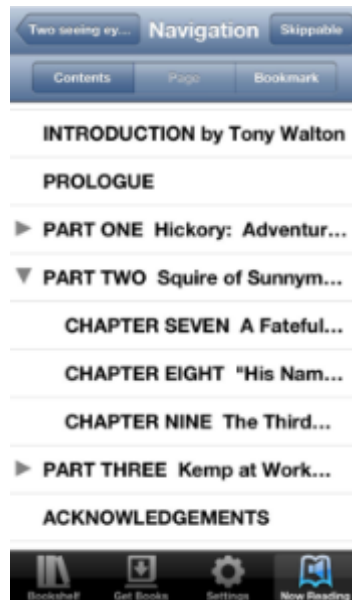 Two seeing ey... Navigation Skippable
Contents Page Bookmark
INTRODUCTION by Tony Walton
PROLOGUE
PART ONE Hickory: Adventur...
PART TWO Squire of Sunnym...
CHAPTER SEVEN A Fateful...
CHAPTER EIGHT "His Nam...
CHAPTER NINE The Third...
PART THREE Kemp at Work...
ACKNOWLEDGEMENTS
Bookshelf Get Books Settings Now Reading